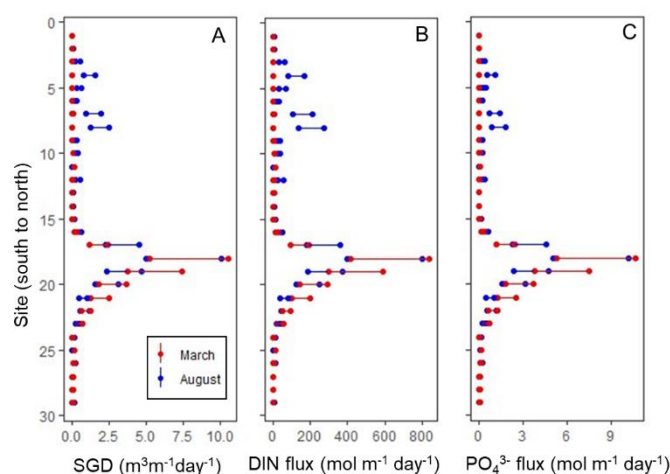 A
B
C
0
5
10
15
20
25
30
Site (south to north)
March
August
0.0 2.5 5.0 7.5 10.0
0 200 400 600 800
0 3 6 9
SGD (m³m⁻¹day⁻¹)
DIN flux (mol m⁻¹ day⁻¹)
PO₄³⁻ flux (mol m⁻¹ day⁻¹)